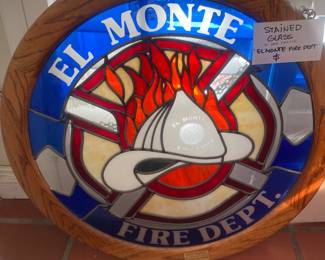 EL MONTE
STAINED
GLASS
EL MONTE FIRE DEPT.
$
EL MONTE
FIRE DEPT.